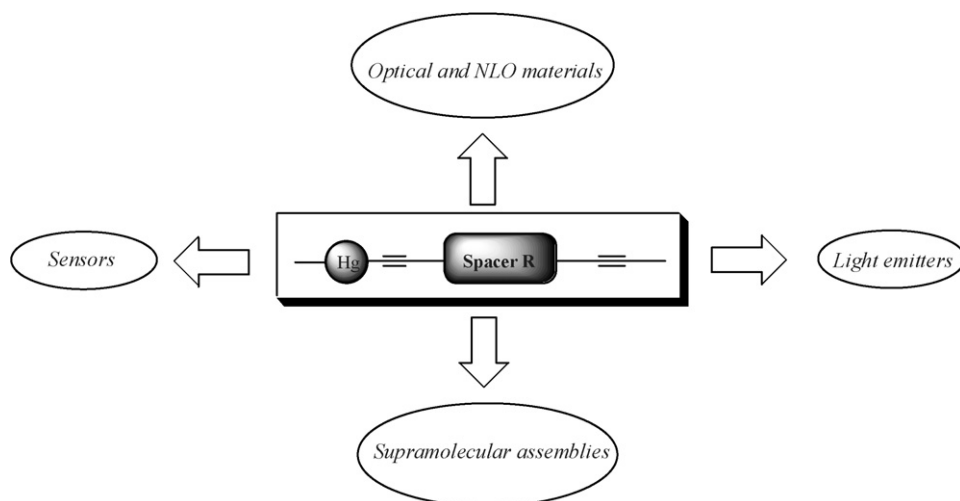 Optical and NLO materials
Sensors
Hg
Spacer R
Light emitters
Supramolecular assemblies